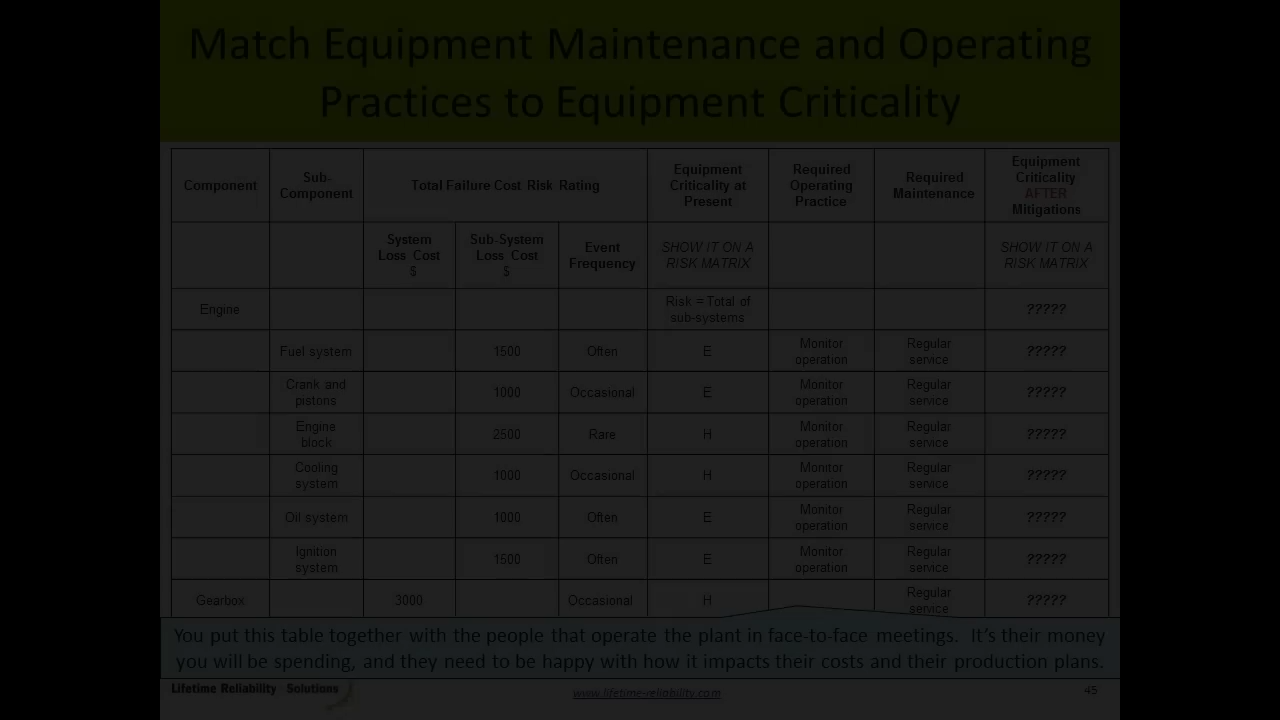 Match Equipment Maintenance and Operating
Practices to Equipment Criticality
Component
Sub-
Component
Total Failure Cost Risk Rating
Equipment
Criticality at
Present
Required
Operating
Practice
Required
Maintenance
Equipment
Criticality
AFTER
Mitigations
System
Loss Cost
$
Sub-System
Loss Cost
$
Event
Frequency
SHOW IT ON A
RISK MATRIX
SHOW IT ON A
RISK MATRIX
Engine
Risk = Total of
sub-systems
?????
Fuel system
1500
Often
E
Monitor
operation
Regular
service
?????
Crank and
pistons
1000
Occasional
E
Monitor
operation
Regular
service
?????
Engine
block
2500
Rare
H
Monitor
operation
Regular
service
?????
Cooling
system
1000
Occasional
H
Monitor
operation
Regular
service
?????
Oil system
1000
Often
E
Monitor
operation
Regular
service
?????
Ignition
system
1500
Often
E
Monitor
operation
Regular
service
?????
Gearbox
3000
Occasional
H
Regular
service
?????
You put this table together with the people that operate the plant in face-to-face meetings. It’s their money
you will be spending, and they need to be happy with how it impacts their costs and their production plans.
Lifetime Reliability Solutions
www.lifetime-reliability.com
45